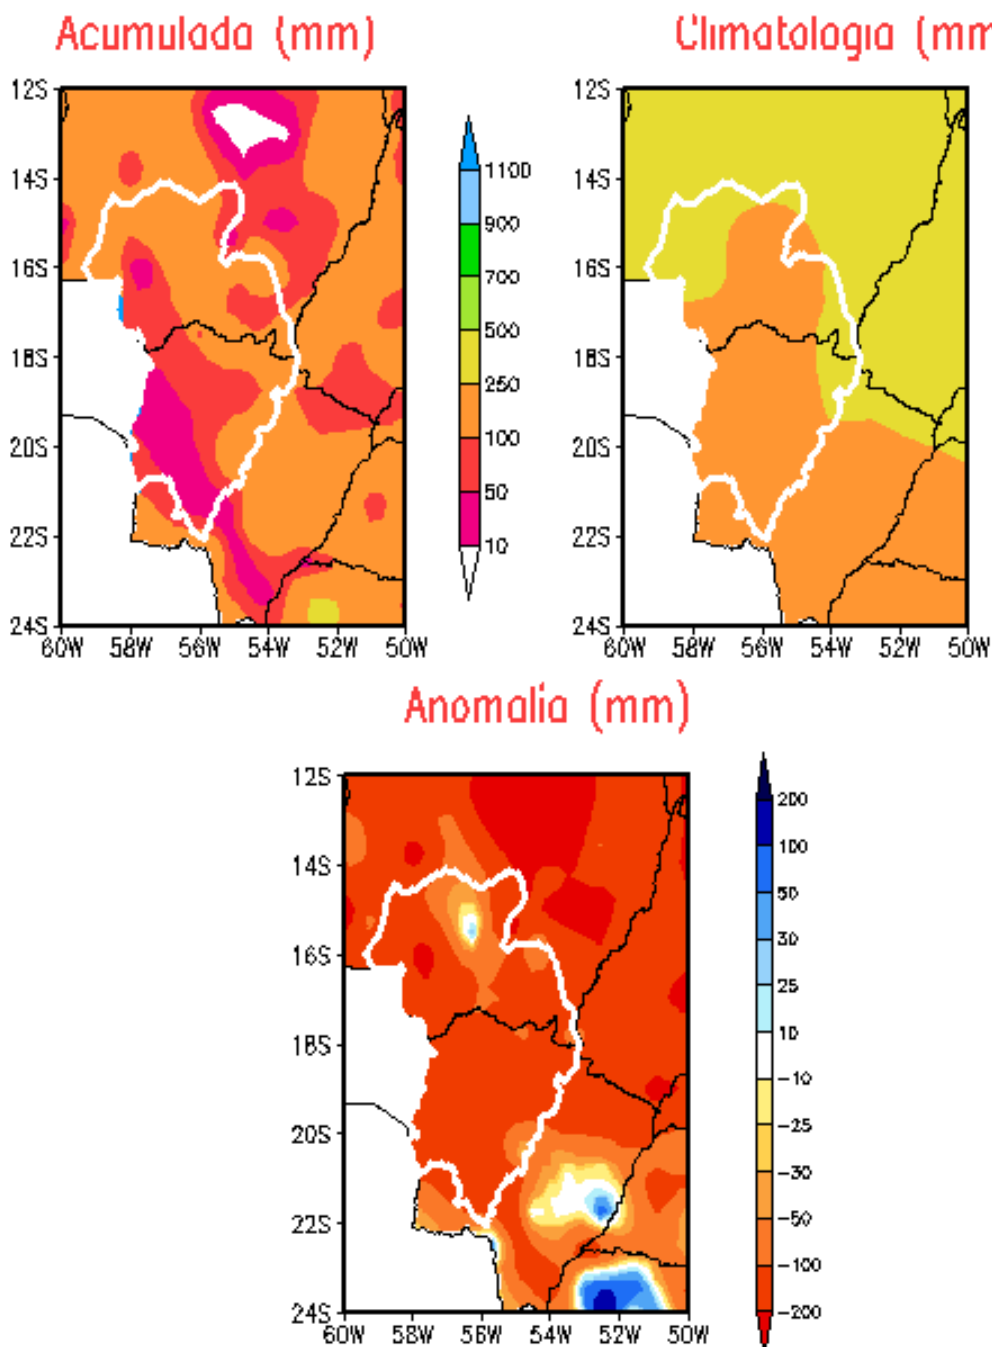 Acumulada (mm)
12S
14S
16S
18S
20S
22S
24S
60W 58W 56W 54W 52W 50W
1100
900
700
500
250
100
50
10
Climatologia (mm
12S
14S
16S
18S
20S
22S
24S
60W 58W 56W 54W 52W 50W
Anomalia (mm)
12S
14S
16S
18S
20S
22S
24S
60W 58W 56W 54W 52W 50W
200
100
50
30
25
10
-10
-25
-30
-50
-100
-200